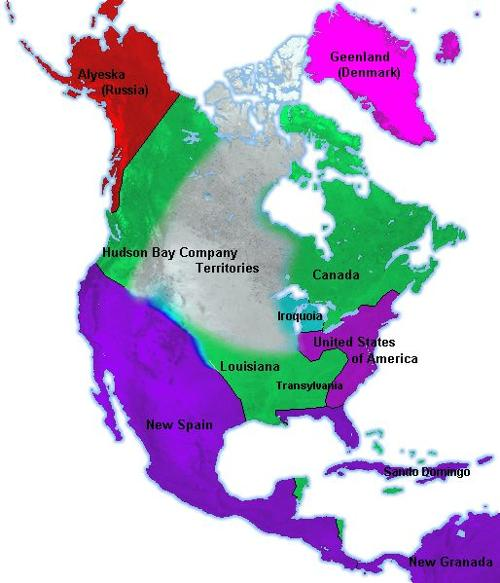 Geenland
(Denmark)
Alyeska
(Russia)
Hudson Bay Company
Territories
Canada
Iroquoia
United States
of America
Louisiana
Transylvania
New Spain
Sando Domingo
New Granada